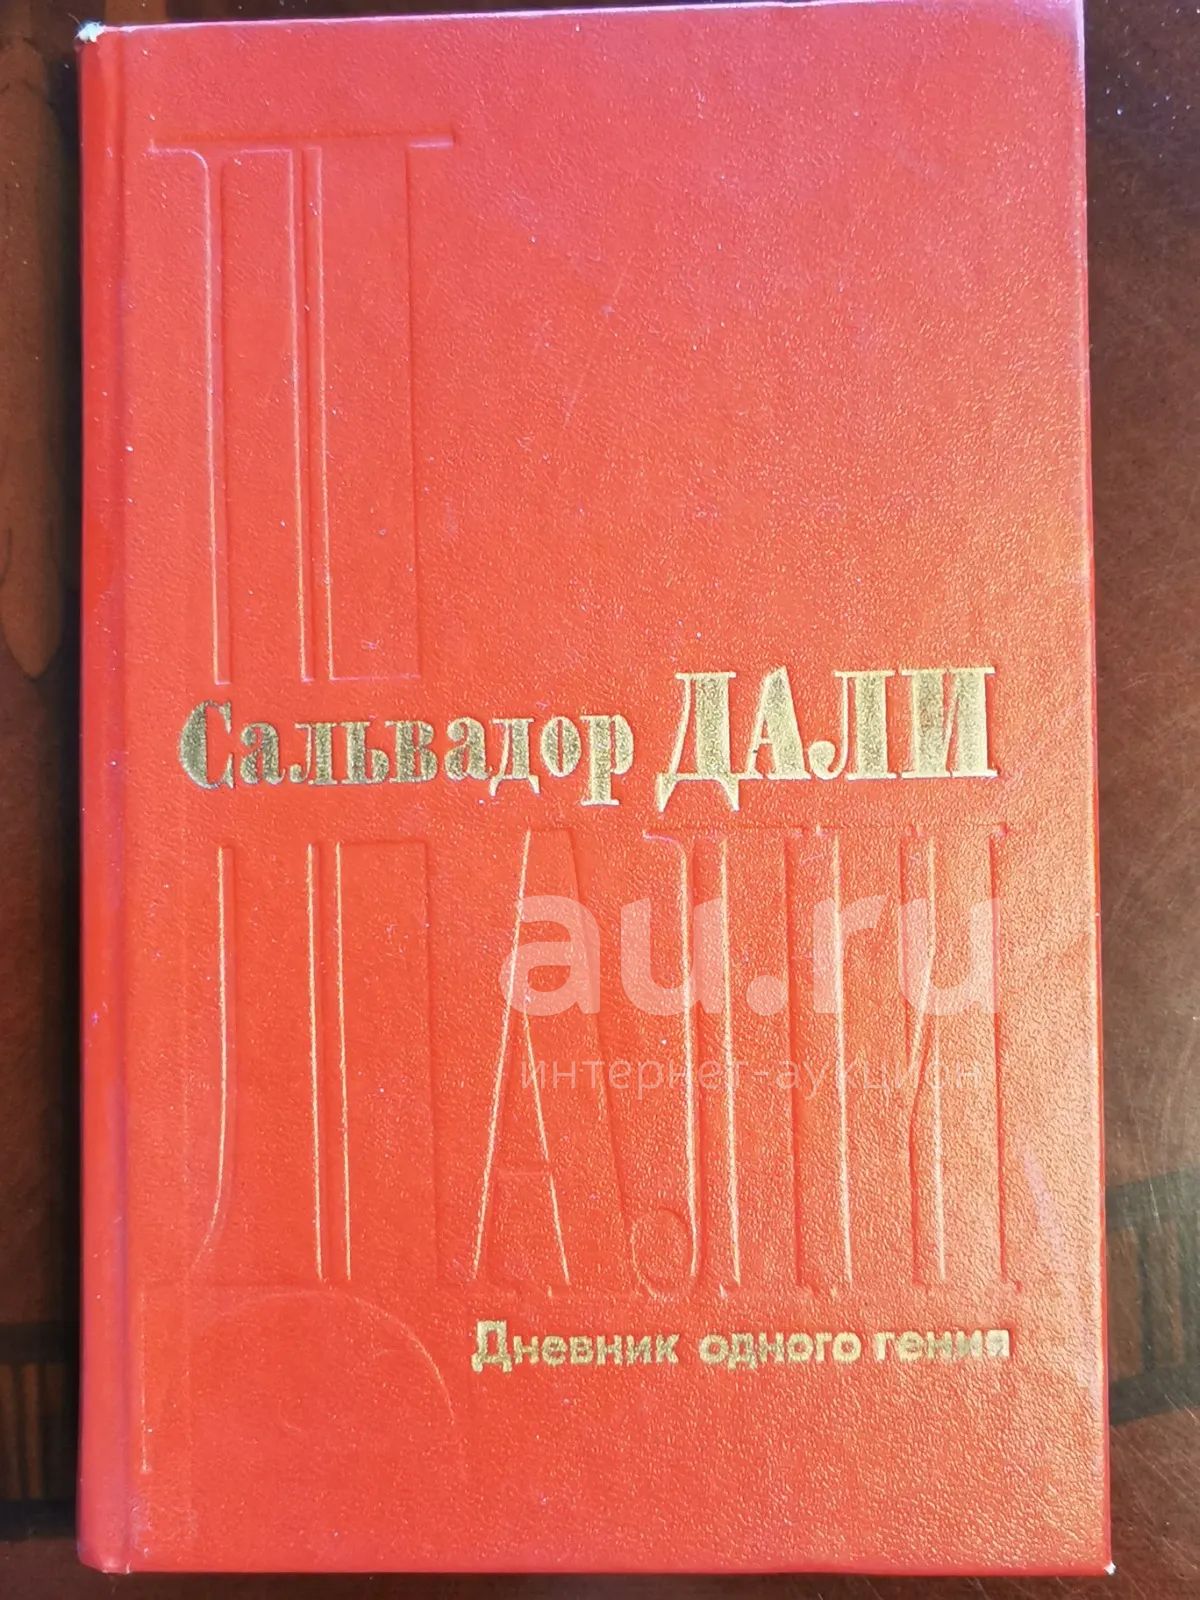 Сальвадор ДАЛИ
ДАЛИ
au.ru
интернет-аукцион
Дневник одного гения